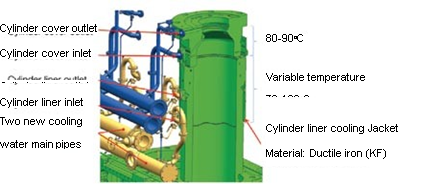 Cylinder cover outlet
Cylinder cover inlet
Cylinder liner outlet
Cylinder liner inlet
Two new cooling
water main pipes
80-90°C
Variable temperature
Cylinder liner cooling Jacket
Material: Ductile iron (KF)